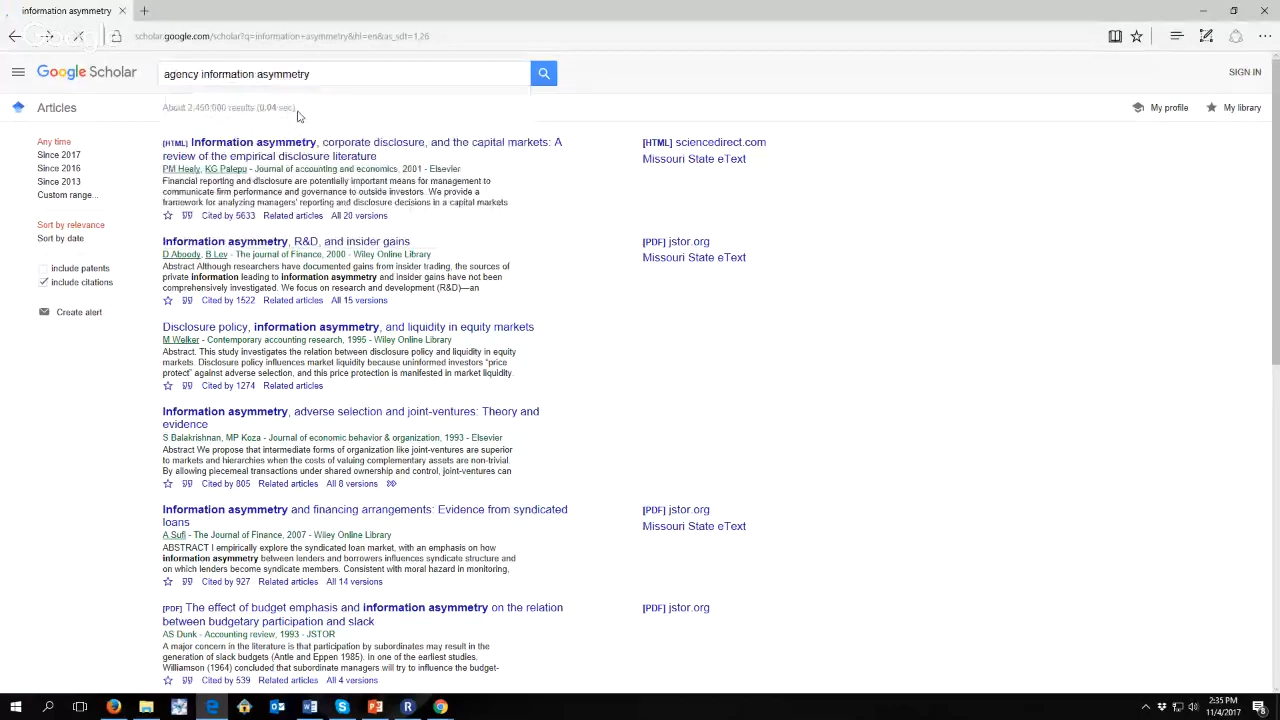 information asymmetry
scholar.google.com/scholar?q=information+asymmetry&hl=en&as_sdt=1,26
Google Scholar
agency information asymmetry
SIGN IN
Articles
About 2,450,000 results (0.04 sec)
My profile
My library
Any time
Since 2017
Since 2016
Since 2013
Custom range...
Sort by relevance
Sort by date
include patents
include citations
Create alert
[HTML] Information asymmetry, corporate disclosure, and the capital markets: A
review of the empirical disclosure literature
PM Healy, KG Palepu - Journal of accounting and economics, 2001 - Elsevier
Financial reporting and disclosure are potentially important means for management to
communicate firm performance and governance to outside investors. We provide a
framework for analyzing managers' reporting and disclosure decisions in a capital markets
Cited by 5633 Related articles All 20 versions
[HTML] sciencedirect.com
Missouri State eText
Information asymmetry, R&D, and insider gains
D Aboody, B Lev - The journal of Finance, 2000 - Wiley Online Library
Abstract Although researchers have documented gains from insider trading, the sources of
private information leading to information asymmetry and insider gains have not been
comprehensively investigated. We focus on research and development (R&D)—an
Cited by 1522 Related articles All 15 versions
[PDF] jstor.org
Missouri State eText
Disclosure policy, information asymmetry, and liquidity in equity markets
M Welker - Contemporary accounting research, 1995 - Wiley Online Library
Abstract. This study investigates the relation between disclosure policy and liquidity in equity
markets. Disclosure policy influences market liquidity because uninformed investors “price
protect” against adverse selection, and this price protection is manifested in market liquidity.
Cited by 1274 Related articles
Information asymmetry, adverse selection and joint-ventures: Theory and
evidence
S Balakrishnan, MP Koza - Journal of economic behavior & organization, 1993 - Elsevier
Abstract We propose that intermediate forms of organization like joint-ventures are superior
to markets and hierarchies when the costs of valuing complementary assets are non-trivial.
By allowing piecemeal transactions under shared ownership and control, joint-ventures can
Cited by 805 Related articles All 8 versions
Information asymmetry and financing arrangements: Evidence from syndicated
loans
A Sufi - The Journal of Finance, 2007 - Wiley Online Library
ABSTRACT I empirically explore the syndicated loan market, with an emphasis on how
information asymmetry between lenders and borrowers influences syndicate structure and
on which lenders become syndicate members. Consistent with moral hazard in monitoring,
Cited by 927 Related articles All 14 versions
[PDF] jstor.org
Missouri State eText
[PDF] The effect of budget emphasis and information asymmetry on the relation
between budgetary participation and slack
AS Dunk - Accounting review, 1993 - JSTOR
A major concern in the literature is that participation by subordinates may result in the
generation of slack budgets (Antle and Eppen 1985). In one of the earliest studies,
Williamson (1964) concluded that subordinate managers will try to influence the budget-
Cited by 539 Related articles All 4 versions
[PDF] jstor.org
2:35 PM
11/4/2017